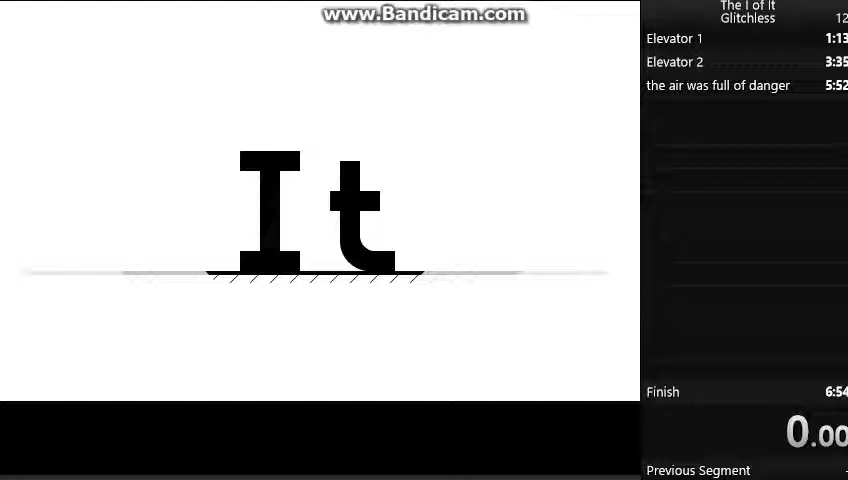 www.Bandicam.com
It
The I of It
Glitchless 12
Elevator 1 1:13
Elevator 2 3:35
the air was full of danger 5:52
Finish 6:54
0.00
Previous Segment -